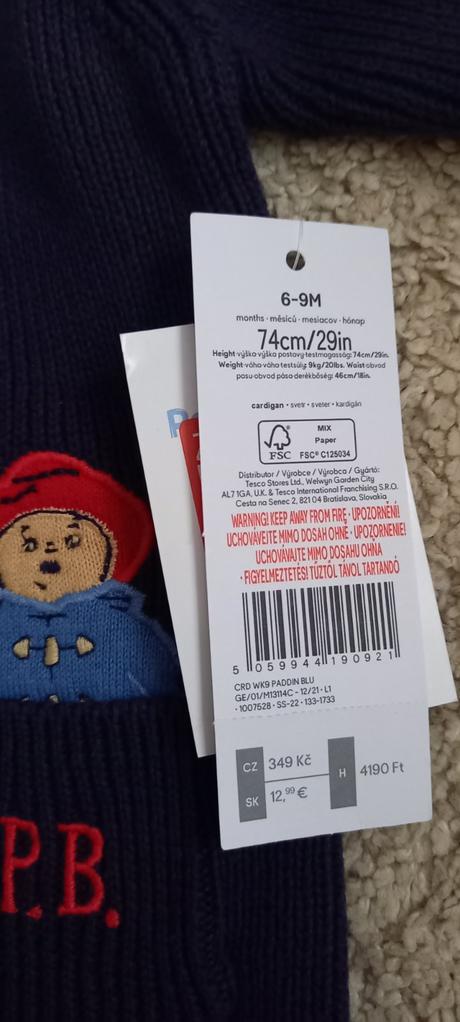 6-9M
months · měsíců · mesiacov · hónap
74cm/29in
Height·výška·výška postavy·testmagasság: 74cm/29in.
Weight·váha·váha·testsúly: 9kg/20lbs. Waist·obvod
pasu·obvod pása·derékbőség: 46cm/18in.
cardigan · svetr · sveter · kardigán
FSC
MIX
Paper
FSC® C125034
Distributor / Výrobce / Výrobca / Gyártó:
Tesco Stores Ltd., Welwyn Garden City
AL7 1GA, U.K. & Tesco International Franchising S.R.O.
Cesta na Senec 2, 821 04 Bratislava, Slovakia
WARNING! KEEP AWAY FROM FIRE · UPOZORNĚNÍ!
UCHOVÁVEJTE MIMO DOSAH OHNĚ · UPOZORNENIE!
UCHOVÁVAJTE MIMO DOSAHU OHŇA
· FIGYELMEZTETÉS! TŰZTŐL TÁVOL TARTANDÓ
5 059944 190921
CRD WK9 PADDIN BLU
GE/01/M13114C - 12/21 · L1
· 1007528 · SS-22 · 133-1733
CZ 349 Kč
SK 12,99 €
H 4190 Ft
P.B.